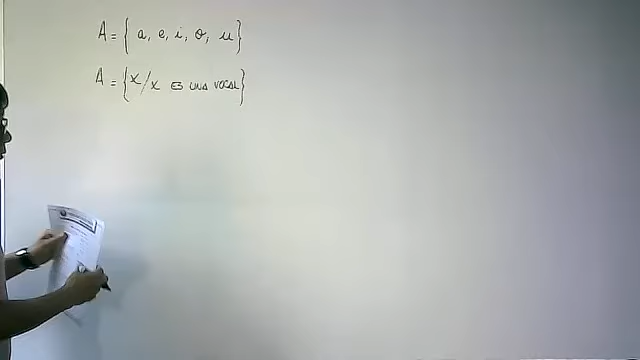 A = { a, e, i, o, u }
A = { x/x es una vocal }